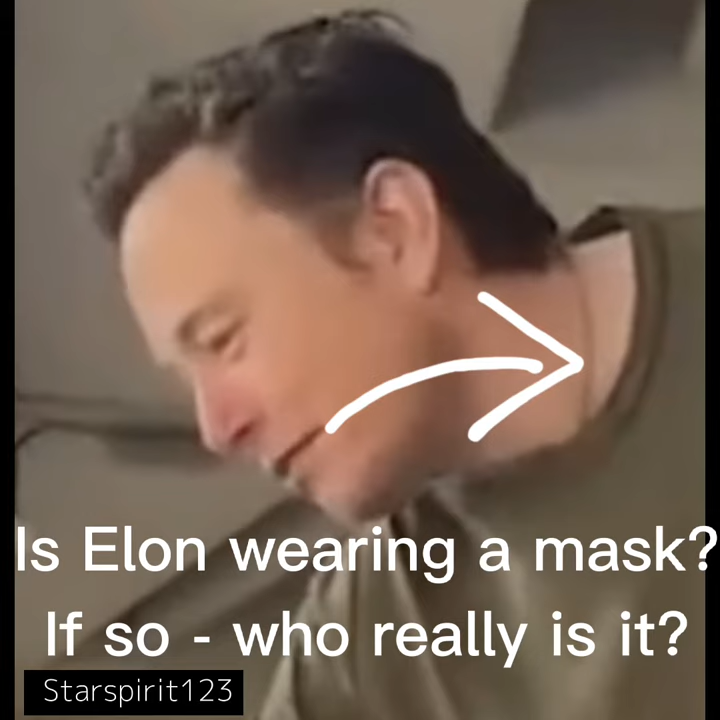 Is Elon wearing a mask?
If so - who really is it?
Starspirit123